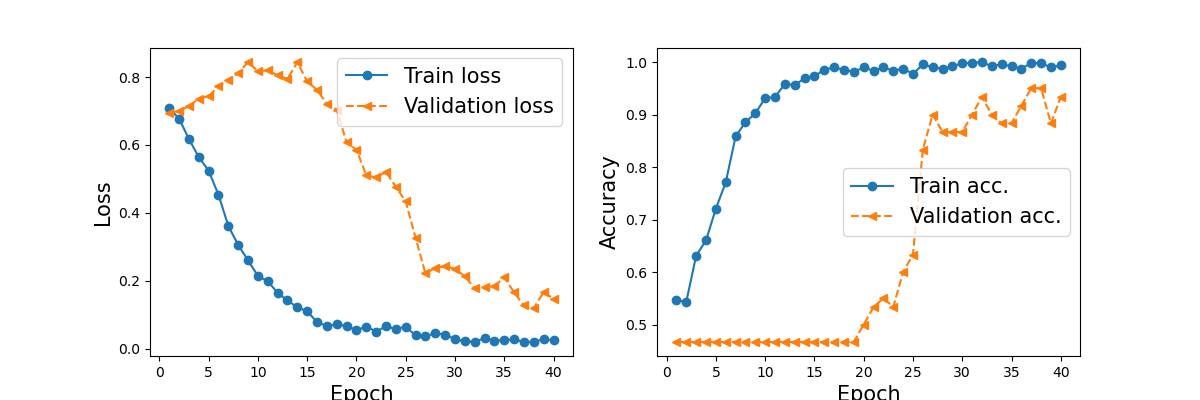 Loss
0.8
0.6
0.4
0.2
0.0
Train loss
Validation loss
0 5 10 15 20 25 30 35 40
Epoch
Accuracy
1.0
0.9
0.8
0.7
0.6
0.5
Train acc.
Validation acc.
0 5 10 15 20 25 30 35 40
Epoch